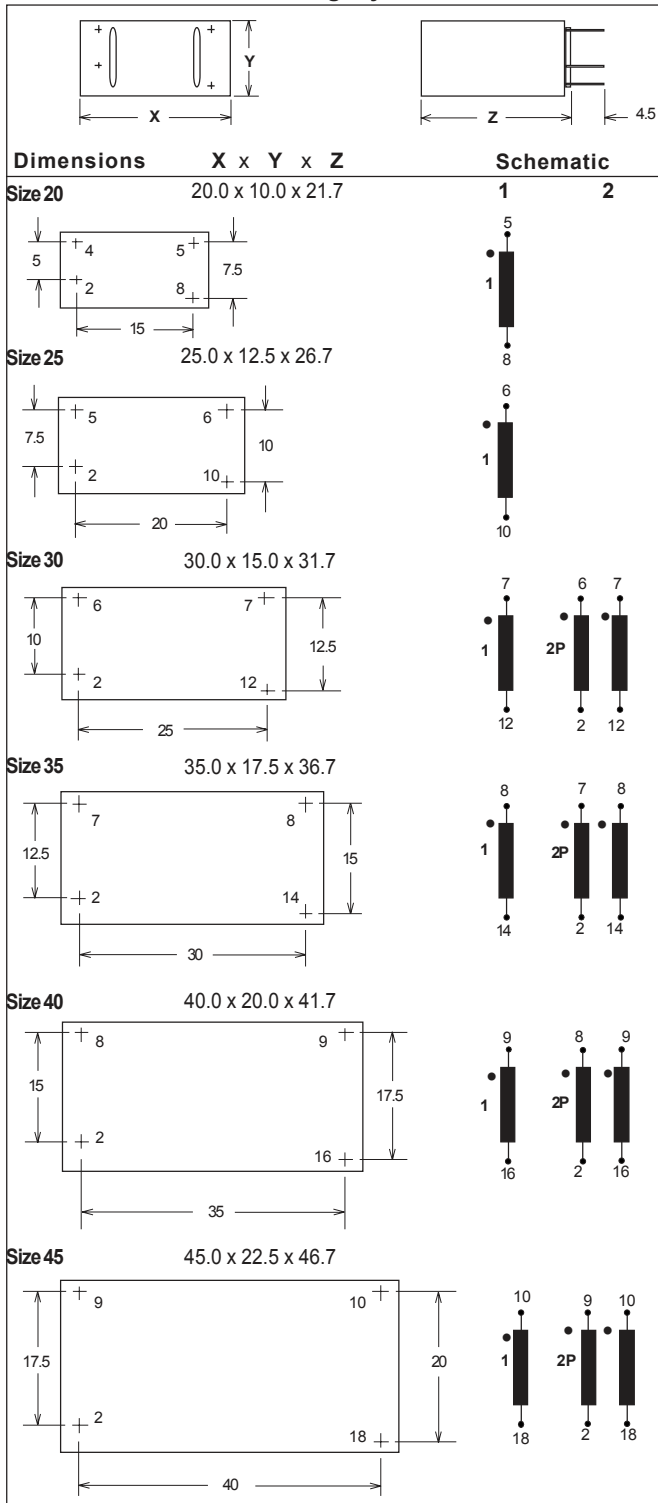 Y
X
Z
4.5
Dimensions X x Y x Z Schematic
Size 20 20.0 x 10.0 x 21.7 1 2
5
4 5
5 7.5
2 8
15
1
8
Size 25 25.0 x 12.5 x 26.7
6
5 6
7.5 10
2 10
20
1
10
Size 30 30.0 x 15.0 x 31.7
7 6 7
6 7
10 12.5
2 12
25
1 2P
12 2 12
Size 35 35.0 x 17.5 x 36.7
8 7 8
7 8
12.5 15
2 14
30
1 2P
14 2 14
Size 40 40.0 x 20.0 x 41.7
9 8 9
8 9
15 17.5
2 16
35
1 2P
16 2 16
Size 45 45.0 x 22.5 x 46.7
10 9 10
9 10
17.5 20
2 18
40
1 2P
18 2 18